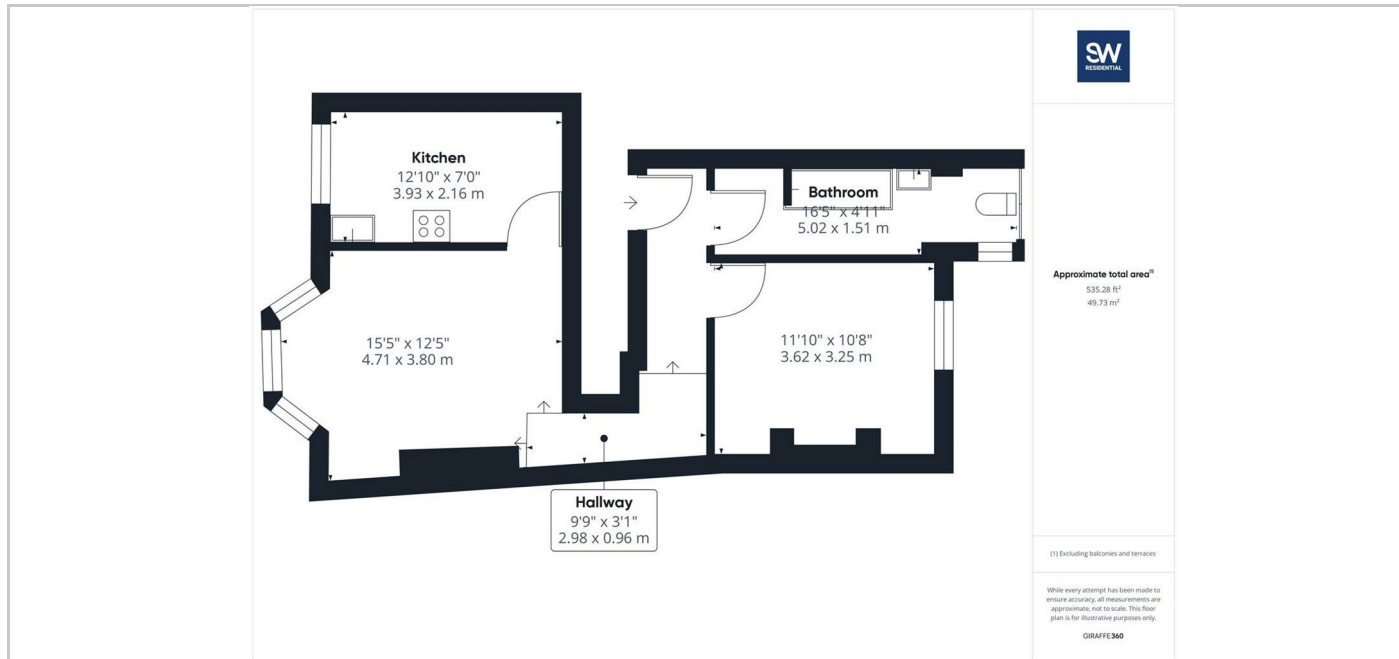 SW
RESIDENTIAL
Kitchen
12'10" x 7'0"
3.93 x 2.16 m
Bathroom
16'5" x 4'11"
5.02 x 1.51 m
15'5" x 12'5"
4.71 x 3.80 m
11'10" x 10'8"
3.62 x 3.25 m
Hallway
9'9" x 3'1"
2.98 x 0.96 m
Approximate total area⁽¹⁾
535.28 ft²
49.73 m²
(1) Excluding balconies and terraces
While every attempt has been made to
ensure accuracy, all measurements are
approximate, not to scale. This floor
plan is for illustrative purposes only.
GIRAFFE360